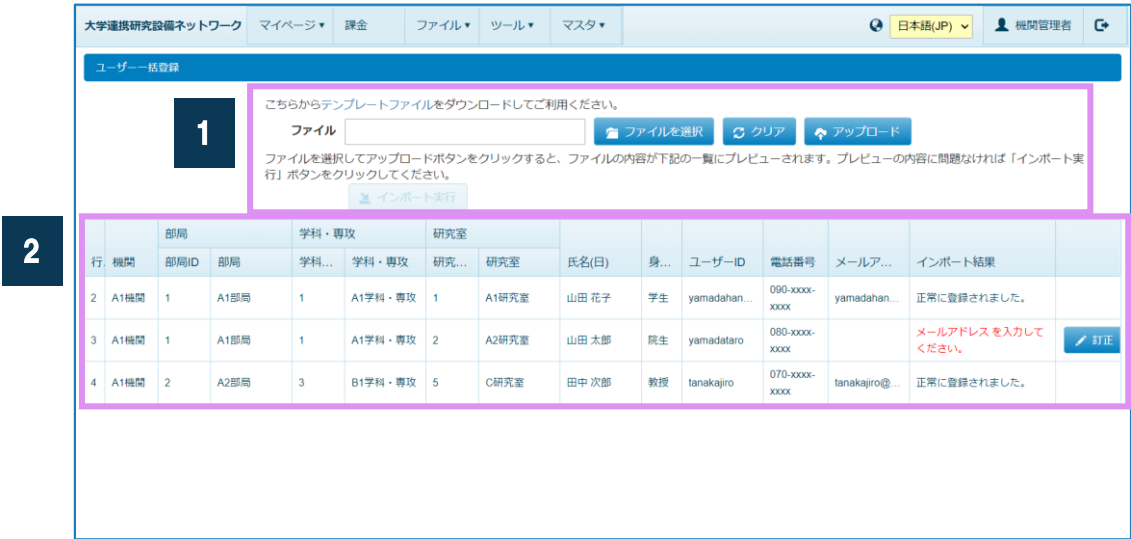 大学連携研究設備ネットワーク マイページ▼ 課金 ファイル▼ ツール▼ マスタ▼ 日本語(JP) 機関管理者
ユーザー一括登録
1
こちらからテンプレートファイルをダウンロードしてご利用ください。
ファイル ファイルを選択 クリア アップロード
ファイルを選択してアップロードボタンをクリックすると、ファイルの内容が下記の一覧にプレビューされます。プレビューの内容に問題なければ「インポート実
行」ボタンをクリックしてください。
インポート実行
2
部局 学科・専攻 研究室
行. 機関 部局ID 部局 学科... 学科・専攻 研究... 研究室 氏名(日) 身... ユーザーID 電話番号 メールア... インポート結果
2 A1機関 1 A1部局 1 A1学科・専攻 1 A1研究室 山田 花子 学生 yamadahan... 090-xxxx-
xxxx yamadahan... 正常に登録されました。
3 A1機関 1 A1部局 1 A1学科・専攻 2 A2研究室 山田 太郎 院生 yamadataro 080-xxxx-
xxxx メールアドレス を入力して
ください。 訂正
4 A1機関 2 A2部局 3 B1学科・専攻 5 C研究室 田中 次郎 教授 tanakajiro 070-xxxx-
xxxx tanakajiro@... 正常に登録されました。